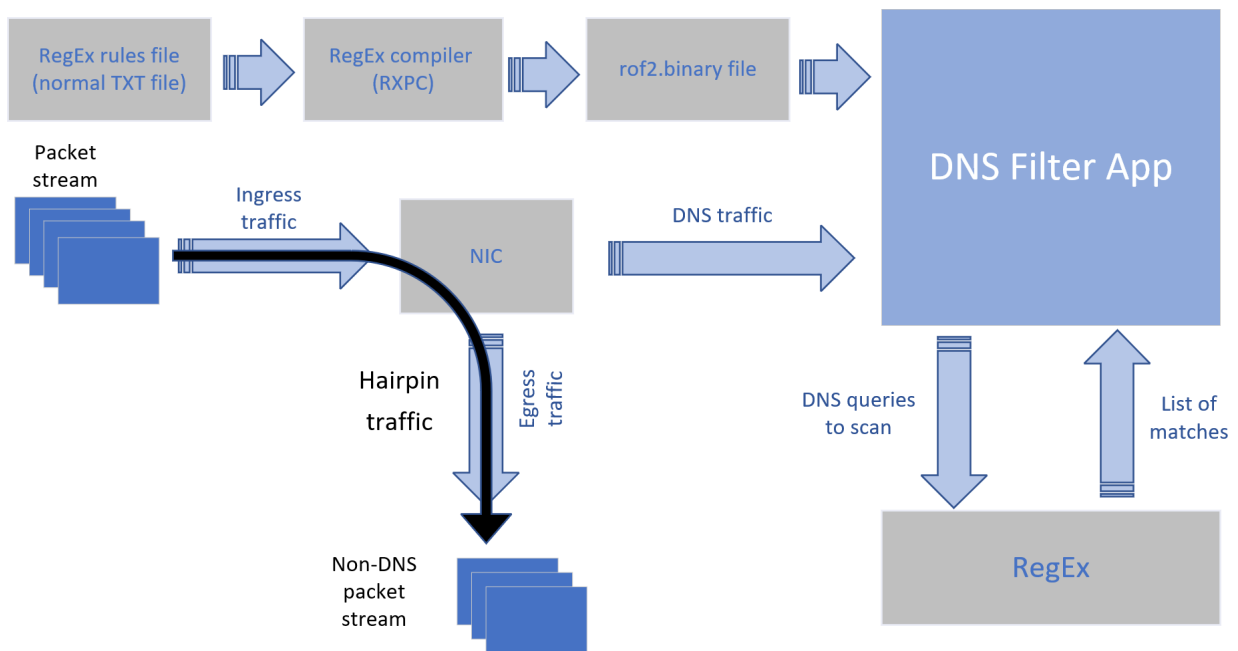 RegEx rules file
(normal TXT file)
RegEx compiler
(RXPC)
rof2.binary file
DNS Filter App
Packet
stream
Ingress
traffic
NIC
DNS traffic
Hairpin
traffic
Egress
traffic
DNS queries
to scan
List of
matches
Non-DNS
packet
stream
RegEx